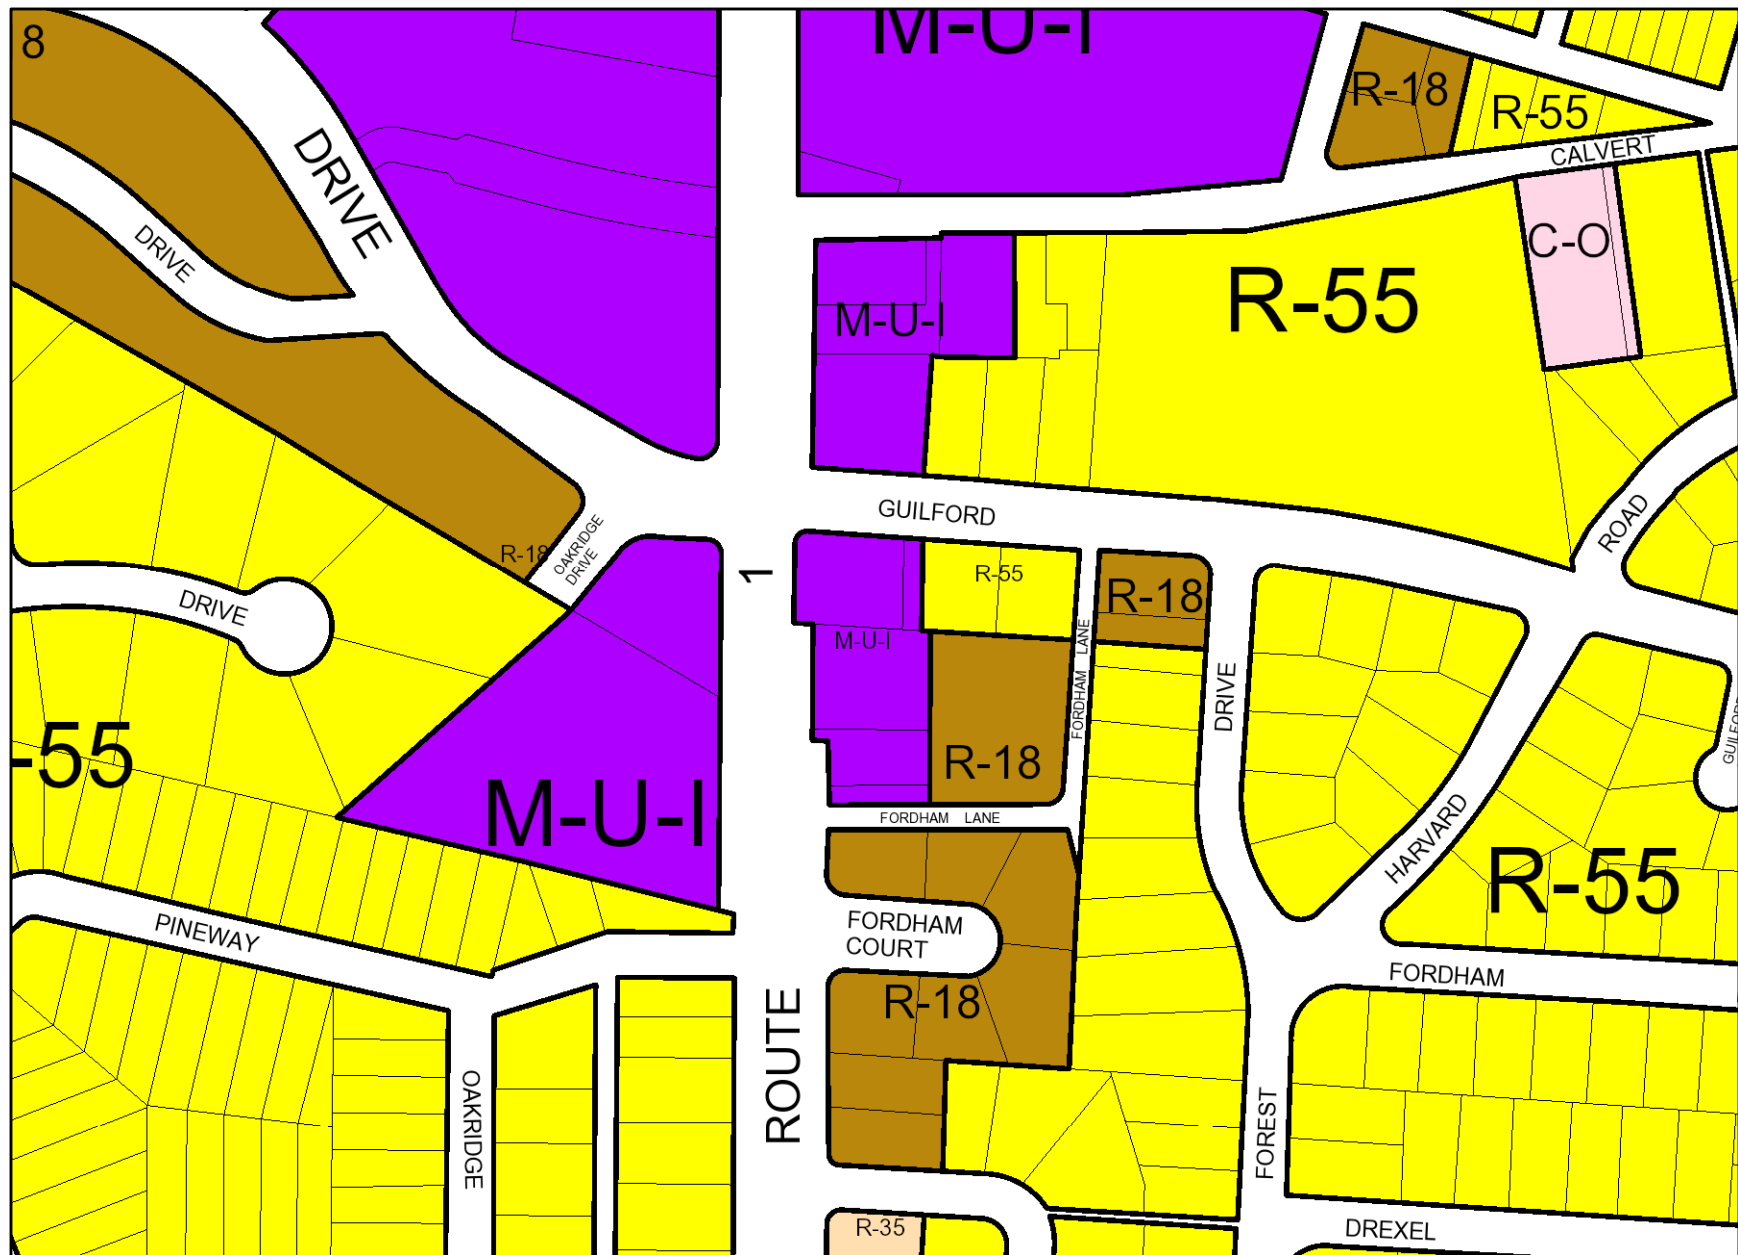 8
M-U-I
R-18
R-55
CALVERT
DRIVE
DRIVE
C-O
R-55
M-U-I
GUILFORD
ROAD
R-18
OAKRIDGE
DRIVE
1
R-55
R-18
DRIVE
M-U-I
FORDHAM LANE
DRIVE
-55
R-18
M-U-I
FORDHAM LANE
HARVARD
R-55
PINEWAY
FORDHAM
COURT
FORDHAM
R-18
ROUTE
OAKRIDGE
FOREST
R-35
DREXEL